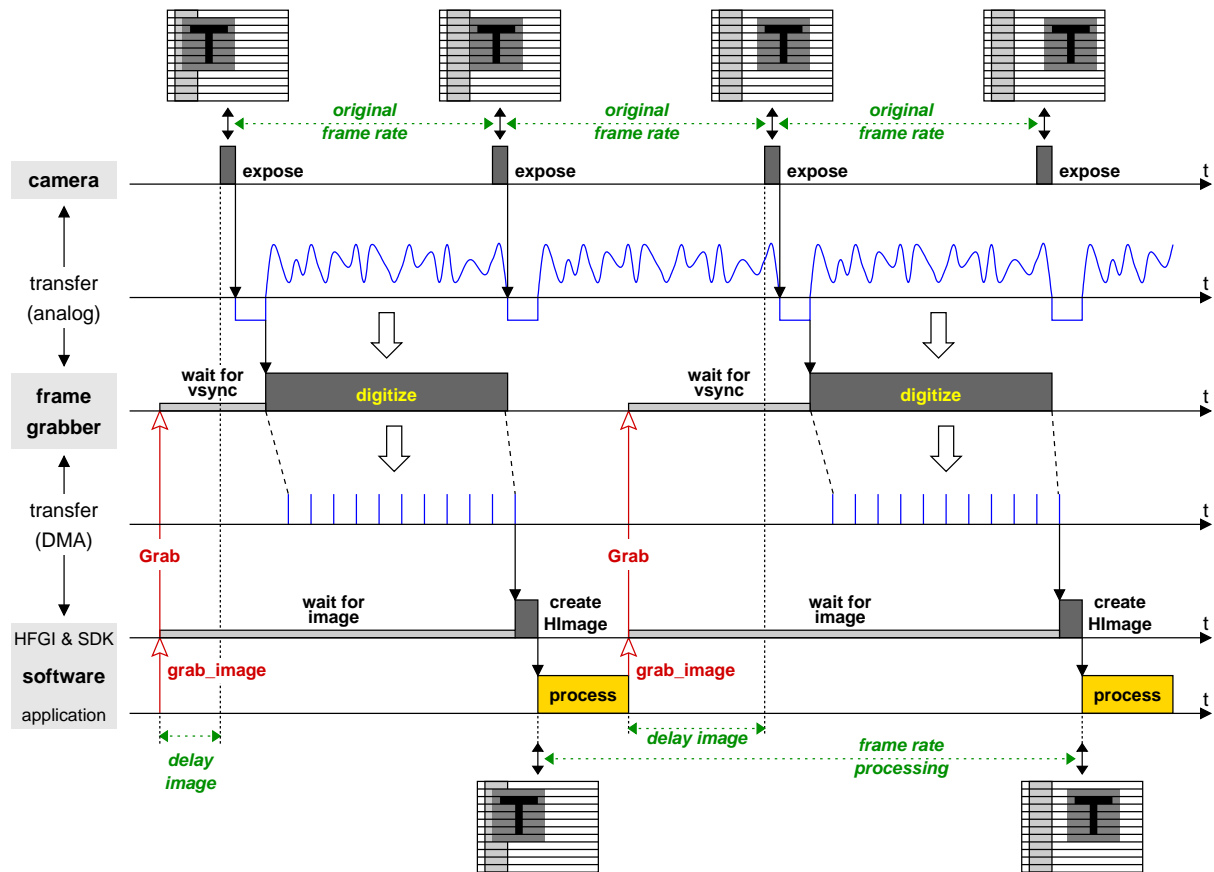 T T T T
original original original
frame rate frame rate frame rate
expose expose expose expose t
camera
transfer
(analog)
t
wait for wait for
vsync vsync
digitize digitize
frame
grabber
t
transfer
(DMA)
t
Grab Grab
wait for create wait for create
image HImage image HImage
HFGI & SDK t
software
grab_image grab_image
process process
application t
delay image frame rate
delay processing
image
T T